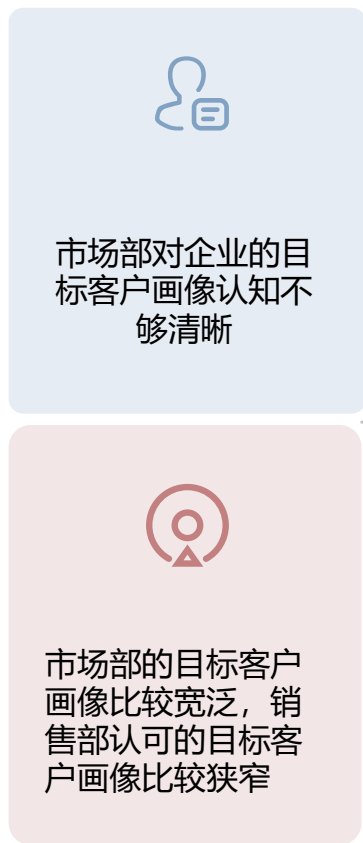 市场部对企业的目
标客户画像认知不
够清晰
市场部的目标客户
画像比较宽泛，销
售部认可的目标客
户画像比较狭窄